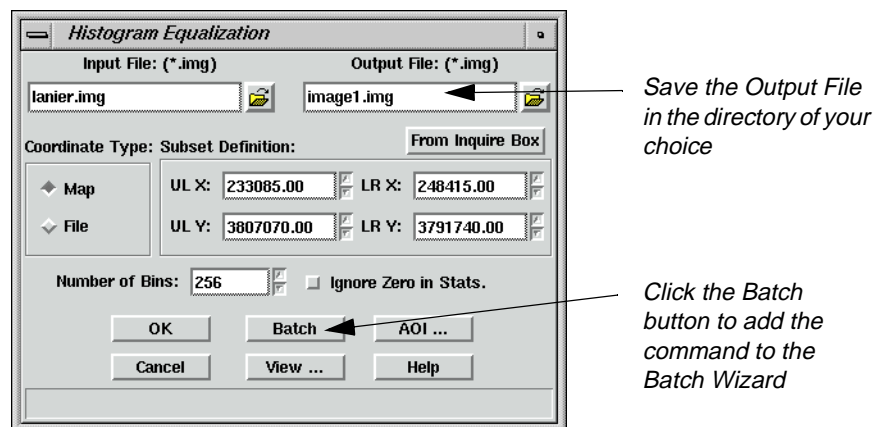 Histogram Equalization
Input File: (*.img) Output File: (*.img)
lanier.img image1.img
Save the Output File
in the directory of your
choice
From Inquire Box
Coordinate Type: Subset Definition:
Map UL X: 233085.00 LR X: 248415.00
File UL Y: 3807070.00 LR Y: 3791740.00
Number of Bins: 256 Ignore Zero in Stats.
OK Batch AOI ...
Cancel View ... Help
Click the Batch
button to add the
command to the
Batch Wizard